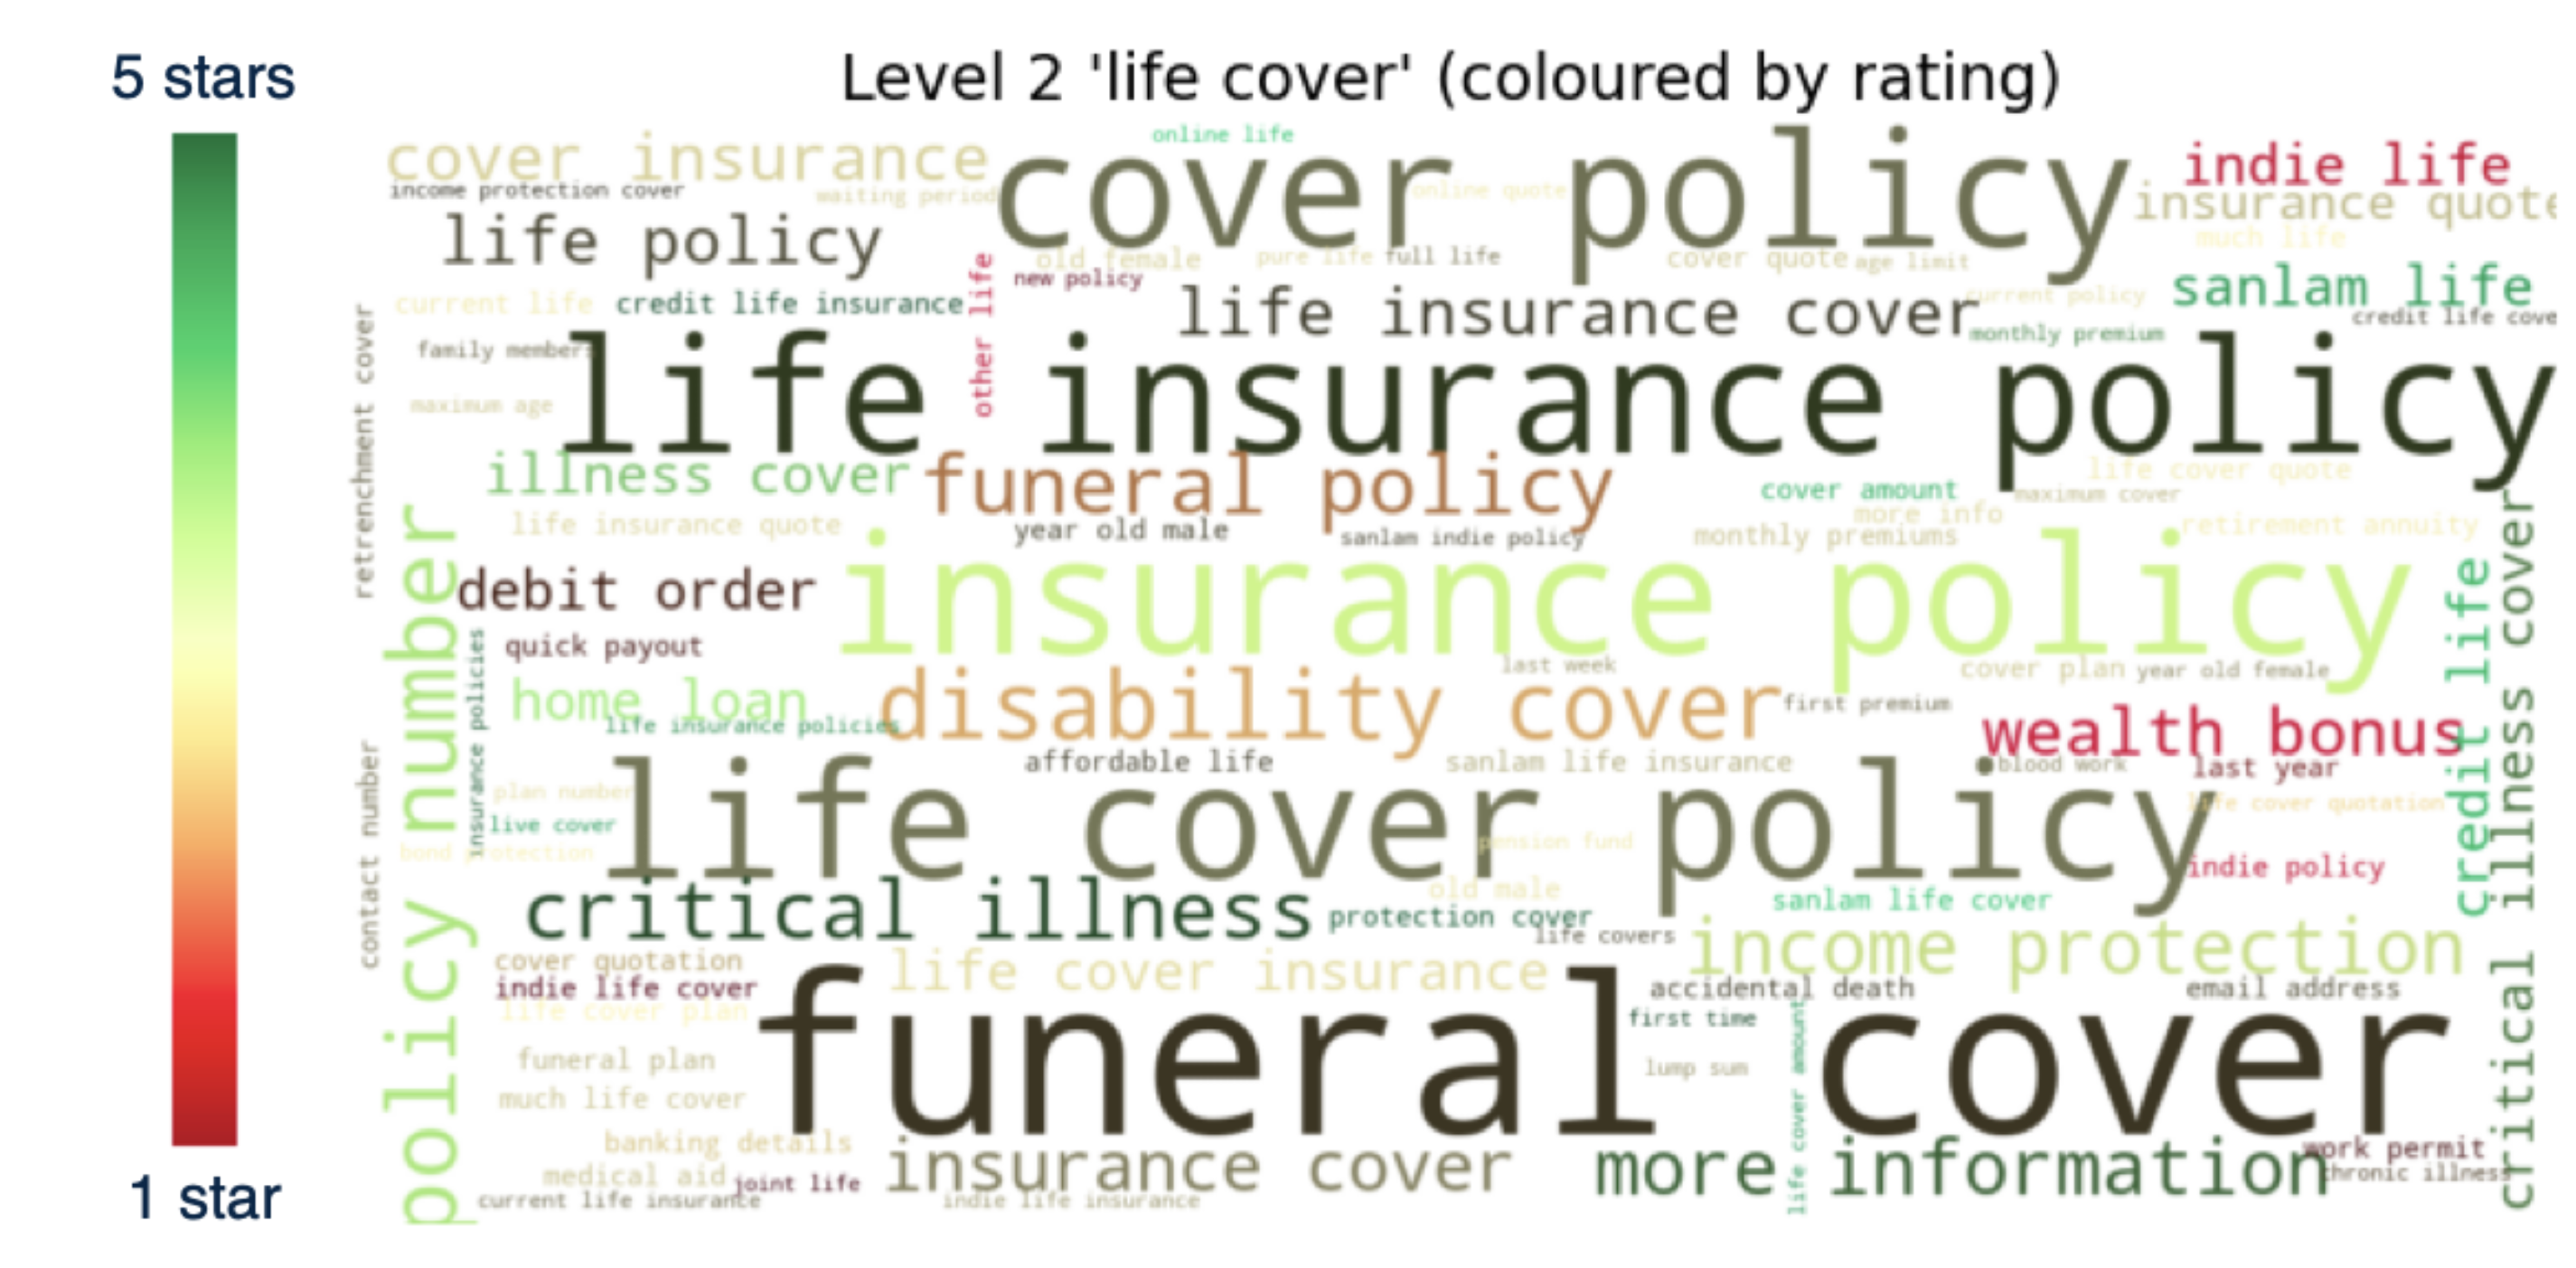 5 stars
Level 2 'life cover' (coloured by rating)
online life
cover insurance
cover policy
indie life
income protection cover
waiting period
online quote
insurance quote
life policy
much life
old female
pure life
full life
cover quote
age limit
new policy
sanlam life
current life
credit life insurance
other life
life insurance cover
current policy
monthly premium
credit life cove
family members
life insurance policy
retrenchment cover
maximum age
illness cover
funeral policy
life cover quote
cover amount
maximum cover
more info
life insurance quote
year old male
sanlam indie policy
monthly premiums
retirement annuity
policy number
debit order
insurance policy
quick payout
last week
cover plan
year old female
credit life
critical illness cover
insurance policies
home loan
life insurance policies
disability cover
first premium
wealth bonus
affordable life
sanlam life insurance
blood work
last year
contact number
plan number
life cover policy
life cover quotation
live cover
pension fund
bond protection
indie policy
critical illness
old male
sanlam life cover
protection cover
life covers
income protection
cover quotation
life cover insurance
indie life cover
accidental death
email address
life cover plan
funeral cover
first time
funeral plan
lump sum
life cover amount
much life cover
banking details
insurance cover
more information
work permit
medical aid
joint life
chronic illness
current life insurance
indie life insurance
1 star